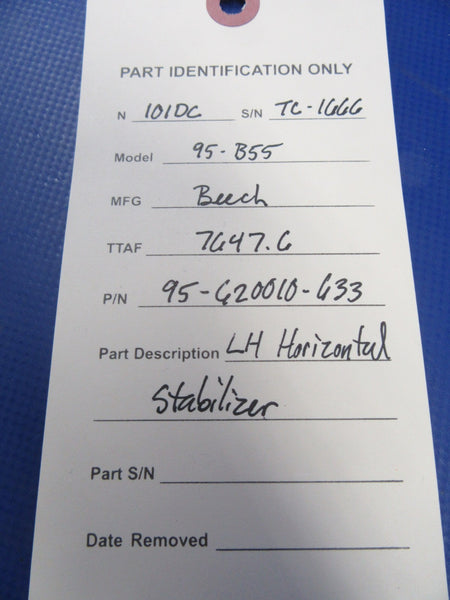 PART IDENTIFICATION ONLY
N 101DC S/N TC-1666
Model 95-B55
MFG Beech
TTAF 7647.6
P/N 95-620010-633
Part Description LH Horizontal
Stabilizer
Part S/N
Date Removed